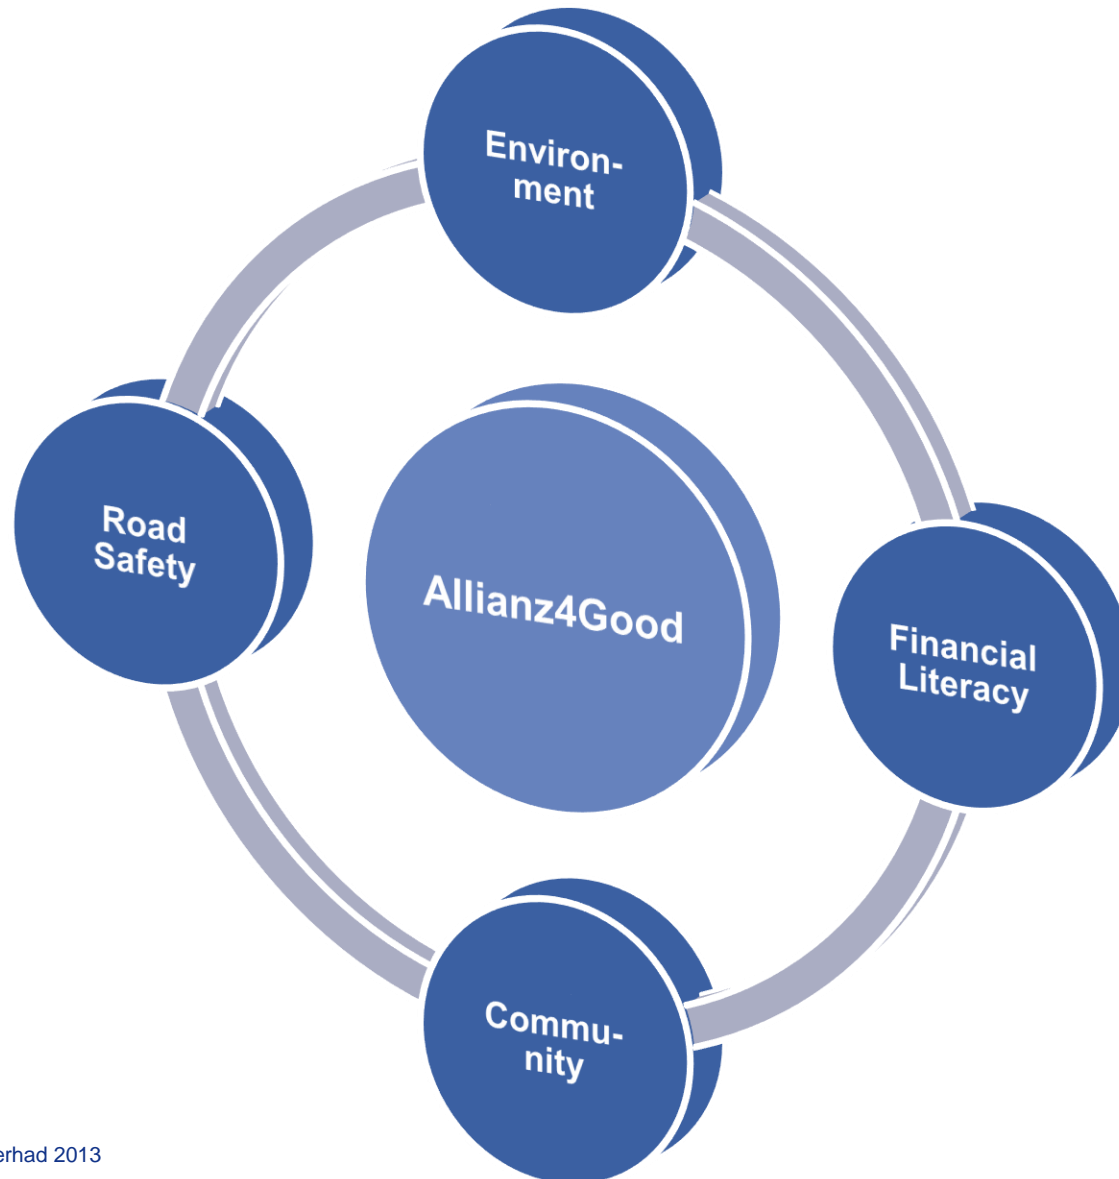 Environ-
ment
Road
Safety
Allianz4Good
Financial
Literacy
Commu-
nity
erhad 2013